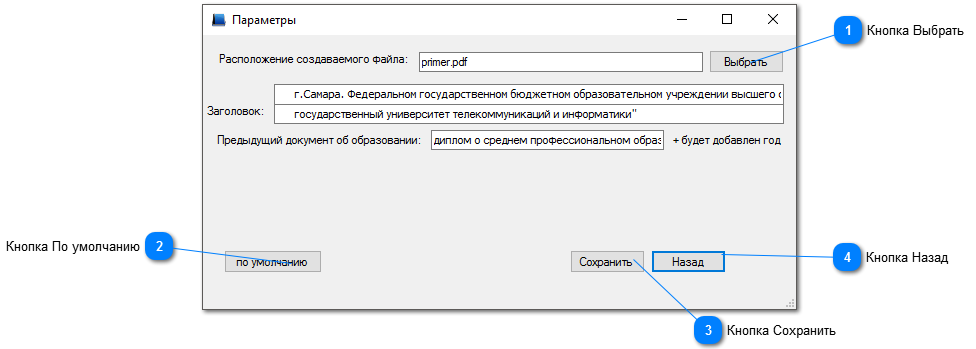 Параметры
1 Кнопка Выбрать
Расположение создаваемого файла: primer.pdf Выбрать
г.Самара. Федеральном государственном бюджетном образовательном учреждении высшего
Заголовок:
государственный университет телекоммуникаций и информатики"
Предыдущий документ об образовании: диплом о среднем профессиональном образ + будет добавлен год
Кнопка По умолчанию 2
по умолчанию Сохранить Назад
4 Кнопка Назад
3 Кнопка Сохранить